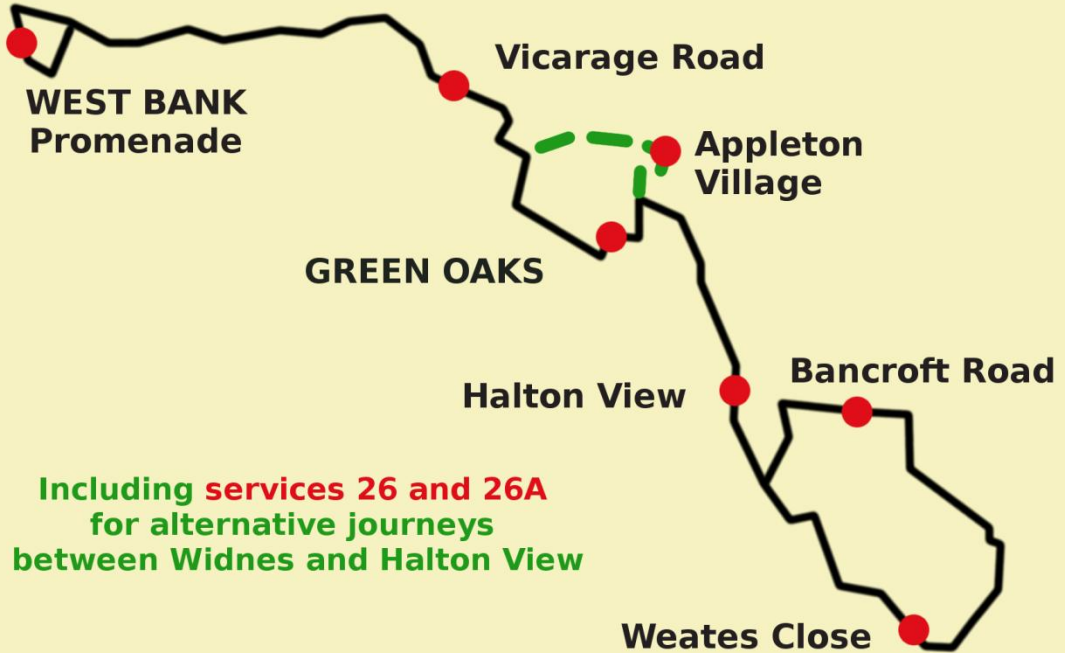 Vicarage Road
WEST BANK
Promenade
Appleton
Village
GREEN OAKS
Bancroft Road
Halton View
Including services 26 and 26A
for alternative journeys
between Widnes and Halton View
Weates Close